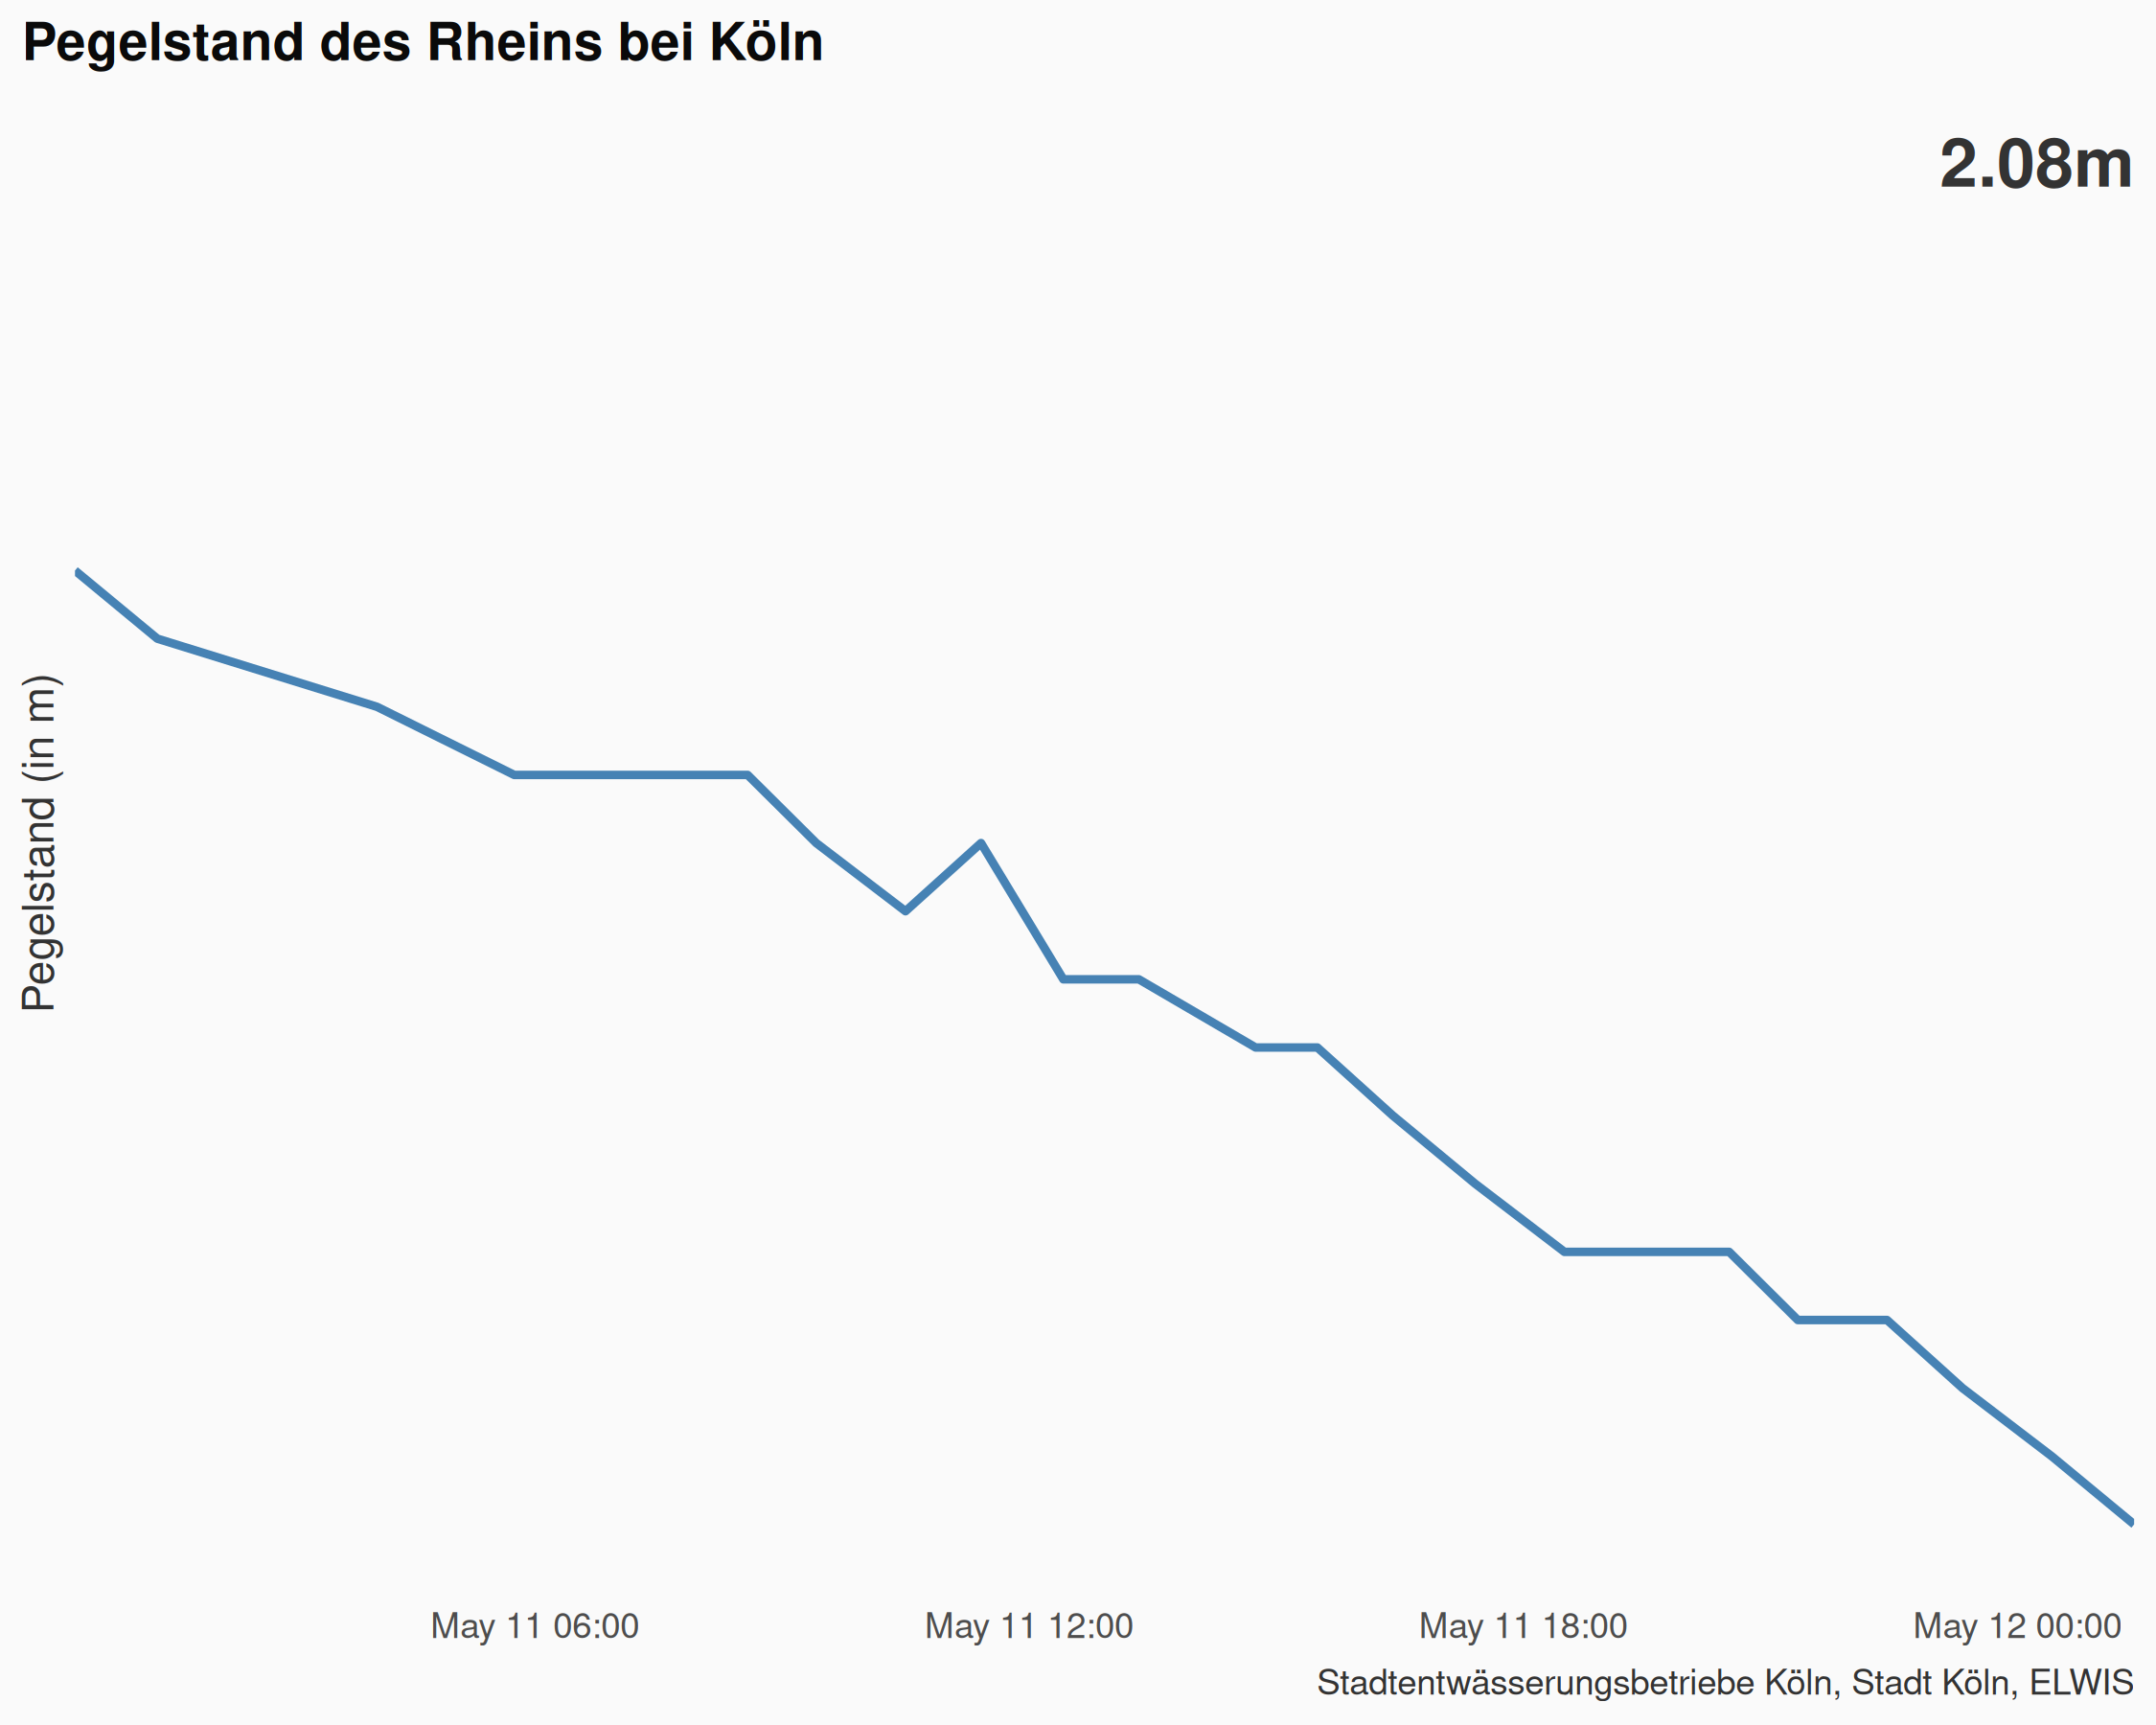 Pegelstand des Rheins bei Köln
2.08m
Pegelstand (in m)
May 11 06:00
May 11 12:00
May 11 18:00
May 12 00:00
Stadtentwässerungsbetriebe Köln, Stadt Köln, ELWIS